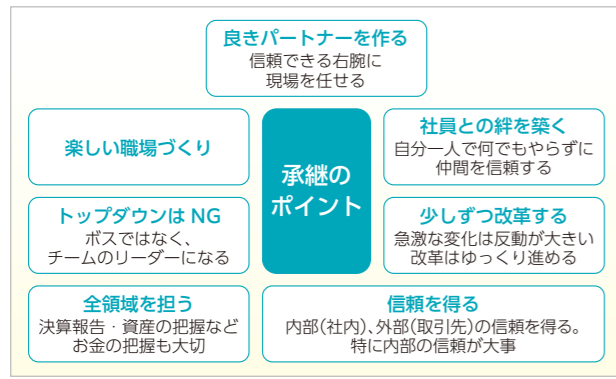 良きパートナーを作る
信頼できる右腕に
現場を任せる
楽しい職場づくり
承継の
ポイント
社員との絆を築く
自分一人で何でもやらずに
仲間を信頼する
トップダウンは NG
ボスではなく、
チームのリーダーになる
少しずつ改革する
急激な変化は反動が大きい
改革はゆっくり進める
全領域を担う
決算報告・資産の把握など
お金の把握も大切
信頼を得る
内部(社内)、外部(取引先)の信頼を得る。
特に内部の信頼が大事